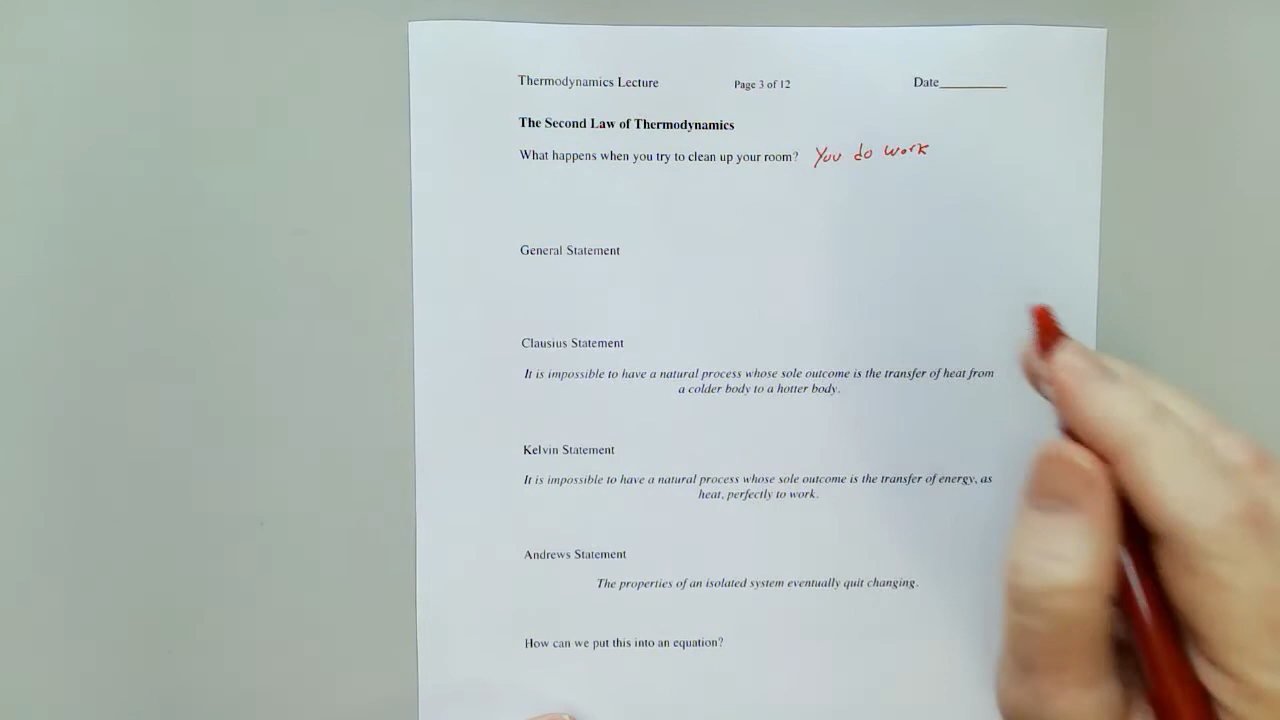 Thermodynamics Lecture Page 3 of 12 Date_________
The Second Law of Thermodynamics
What happens when you try to clean up your room? You do work
General Statement
Clausius Statement
It is impossible to have a natural process whose sole outcome is the transfer of heat from
a colder body to a hotter body.
Kelvin Statement
It is impossible to have a natural process whose sole outcome is the transfer of energy, as
heat, perfectly to work.
Andrews Statement
The properties of an isolated system eventually quit changing.
How can we put this into an equation?